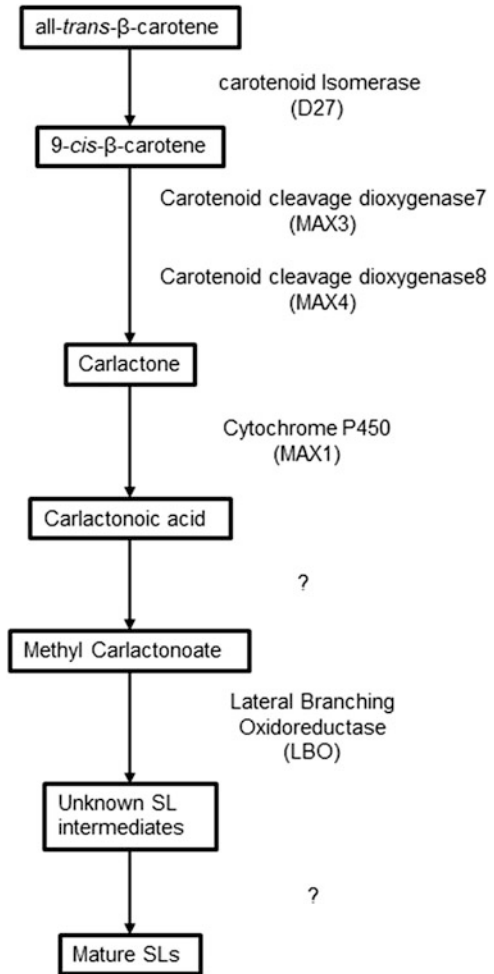 all-trans-β-carotene
carotenoid Isomerase
(D27)
9-cis-β-carotene
Carotenoid cleavage dioxygenase7
(MAX3)
Carotenoid cleavage dioxygenase8
(MAX4)
Carlactone
Cytochrome P450
(MAX1)
Carlactonoic acid
?
Methyl Carlactonoate
Lateral Branching
Oxidoreductase
(LBO)
Unknown SL
intermediates
?
Mature SLs